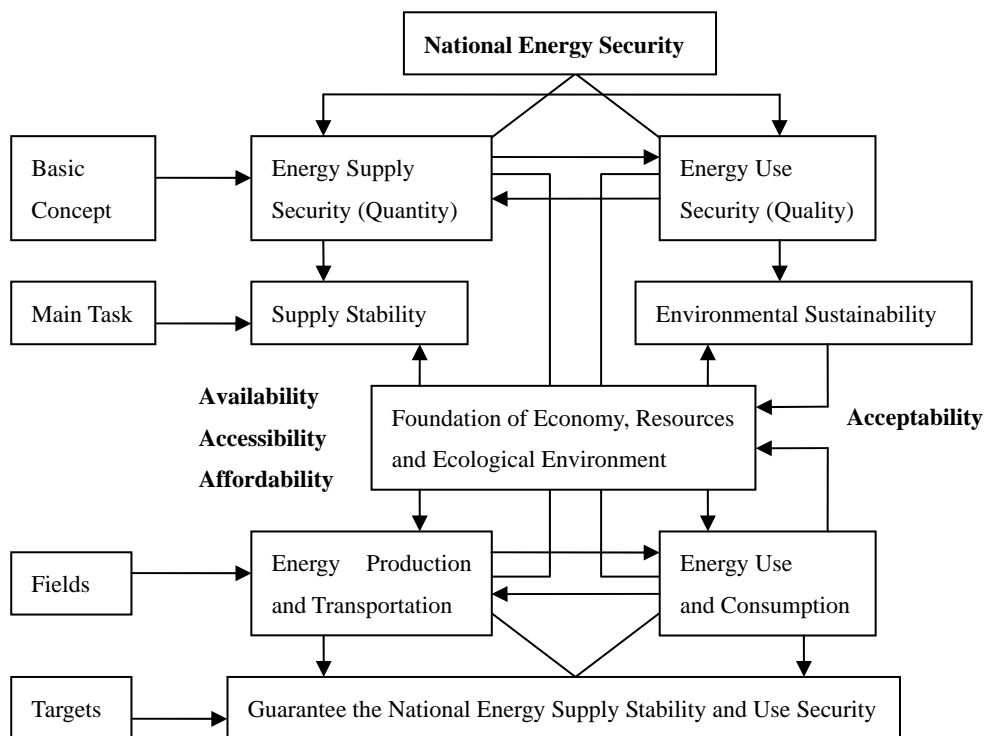 National Energy Security
Basic
Concept
Energy Supply
Security (Quantity)
Energy Use
Security (Quality)
Main Task
Supply Stability
Environmental Sustainability
Availability
Accessibility
Affordability
Foundation of Economy, Resources
and Ecological Environment
Acceptability
Fields
Energy Production
and Transportation
Energy Use
and Consumption
Targets
Guarantee the National Energy Supply Stability and Use Security